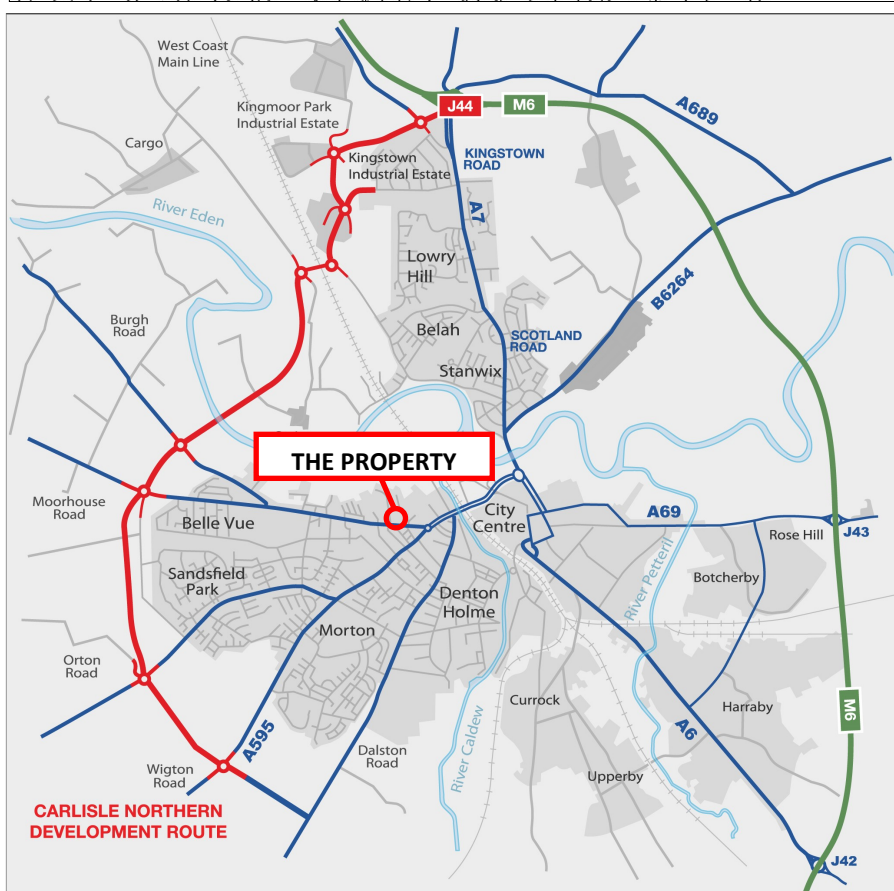 West Coast
Main Line
Kingmoor Park
Industrial Estate
J44
M6
A689
Cargo
KINGSTOWN
ROAD
Kingstown
Industrial Estate
River Eden
A7
Lowry
Hill
B6264
Burgh
Road
Belah
SCOTLAND
ROAD
Stanwix
THE PROPERTY
Moorhouse
Road
Belle Vue
City
Centre
A69
Rose Hill
J43
Sandsfield
Park
Denton
Holme
River Petteril
Botcherby
Morton
Orton
Road
Currock
Harraby
M6
A595
River Caldew
A6
Dalston
Road
Wigton
Road
Upperby
CARLISLE NORTHERN
DEVELOPMENT ROUTE
J42